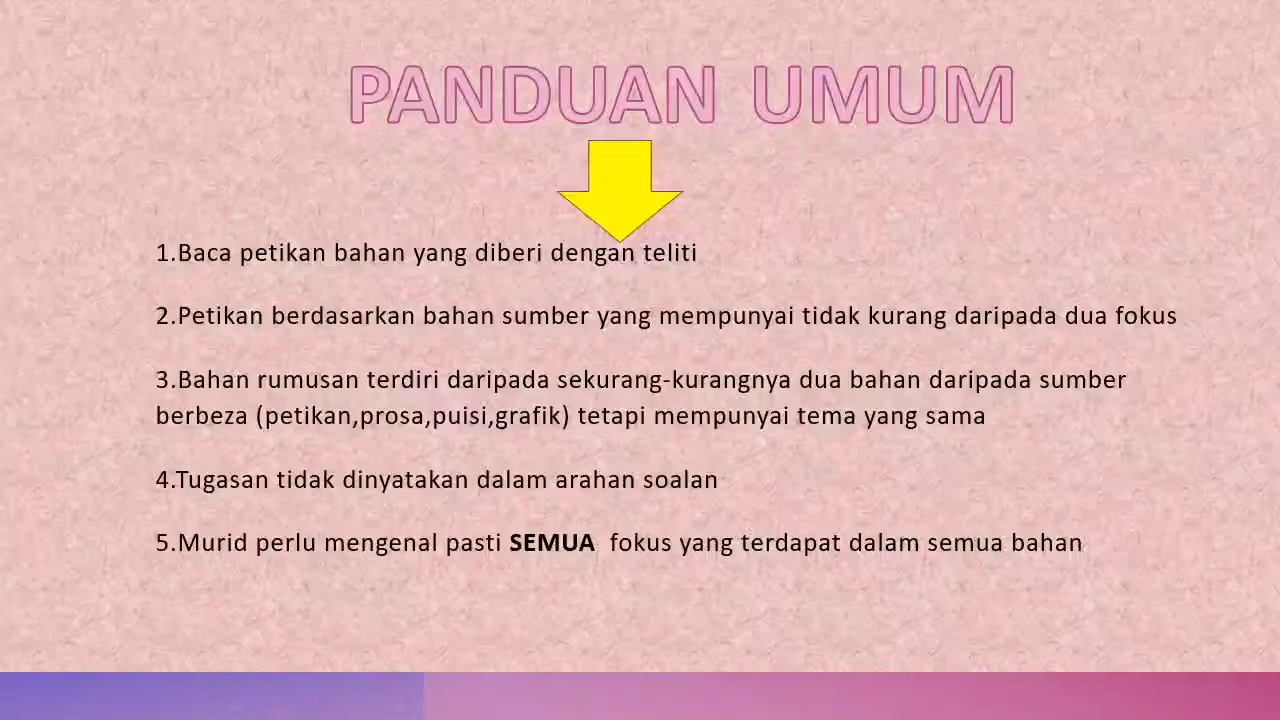 PANDUAN UMUM
1.Baca petikan bahan yang diberi dengan teliti
2.Petikan berdasarkan bahan sumber yang mempunyai tidak kurang daripada dua fokus
3.Bahan rumusan terdiri daripada sekurang-kurangnya dua bahan daripada sumber
berbeza (petikan,prosa,puisi,grafik) tetapi mempunyai tema yang sama
4.Tugasan tidak dinyatakan dalam arahan soalan
5.Murid perlu mengenal pasti SEMUA  fokus yang terdapat dalam semua bahan